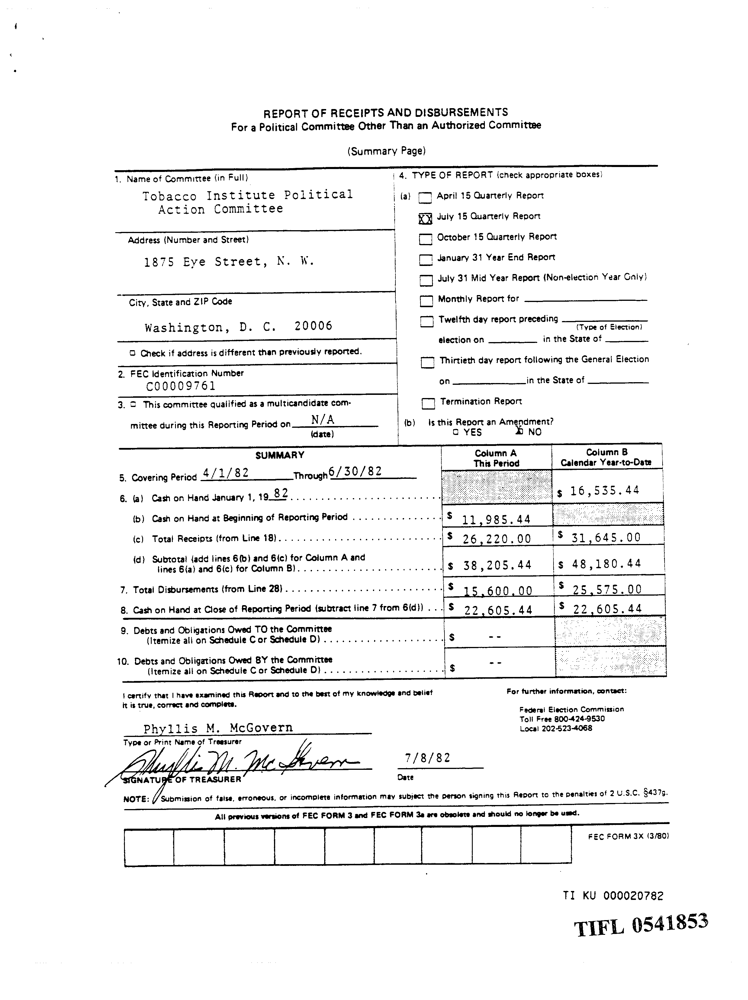 REPORT OF RECEIPTS AND DISBURSEMENTS
For a Political Committee Other Than an Authorized Committee
(Summary Page)
1. Name of Committee (in Full)
Tobacco Institute Political
Action Committee
Address (Number and Street)
1875 Eye Street, N. W.
City, State and ZIP Code
Washington, D. C. 20006
Check if address is different than previously reported.
2. FEC Identification Number
C00009761
3. This committee qualified as a multicandidate com-
mittee during this Reporting Period on N/A
(date)
4. TYPE OF REPORT (check appropriate boxes)
(a) April 15 Quarterly Report
XX July 15 Quarterly Report
October 15 Quarterly Report
January 31 Year End Report
July 31 Mid Year Report (Non-election Year Only)
Monthly Report for
Twelfth day report preceding
(Type of Election)
election on in the State of
Thirtieth day report following the General Election
on in the State of
Termination Report
(b) Is this Report an Amendment?
YES X NO
SUMMARY
Column A
This Period
Column B
Calendar Year-to-Date
5. Covering Period 4/1/82 Through 6/30/82
6. (a) Cash on Hand January 1, 19 82 $ 16,535.44
(b) Cash on Hand at Beginning of Reporting Period $ 11,985.44
(c) Total Receipts (from Line 18) $ 26,220.00 $ 31,645.00
(d) Subtotal (add lines 6(b) and 6(c) for Column A and
lines 6(a) and 6(c) for Column B) $ 38,205.44 $ 48,180.44
7. Total Disbursements (from Line 28) $ 15,600.00 $ 25,575.00
8. Cash on Hand at Close of Reporting Period (subtract line 7 from 6(d)) $ 22,605.44 $ 22,605.44
9. Debts and Obligations Owed TO the Committee
(Itemize all on Schedule C or Schedule D) $ --
10. Debts and Obligations Owed BY the Committee
(Itemize all on Schedule C or Schedule D) $ --
I certify that I have examined this Report and to the best of my knowledge and belief
it is true, correct and complete.
Phyllis M. McGovern
Type or Print Name of Treasurer
Phyllis M. McGovern
SIGNATURE OF TREASURER
7/8/82
Date
For further information, contact:
Federal Election Commission
Toll Free 800-424-9530
Local 202-523-4068
NOTE: Submission of false, erroneous, or incomplete information may subject the person signing this Report to the penalties of 2 U.S.C. §437g.
All previous versions of FEC FORM 3 and FEC FORM 3a are obsolete and should no longer be used.
FEC FORM 3X (3/80)
TI KU 000020782
TIFL 0541853